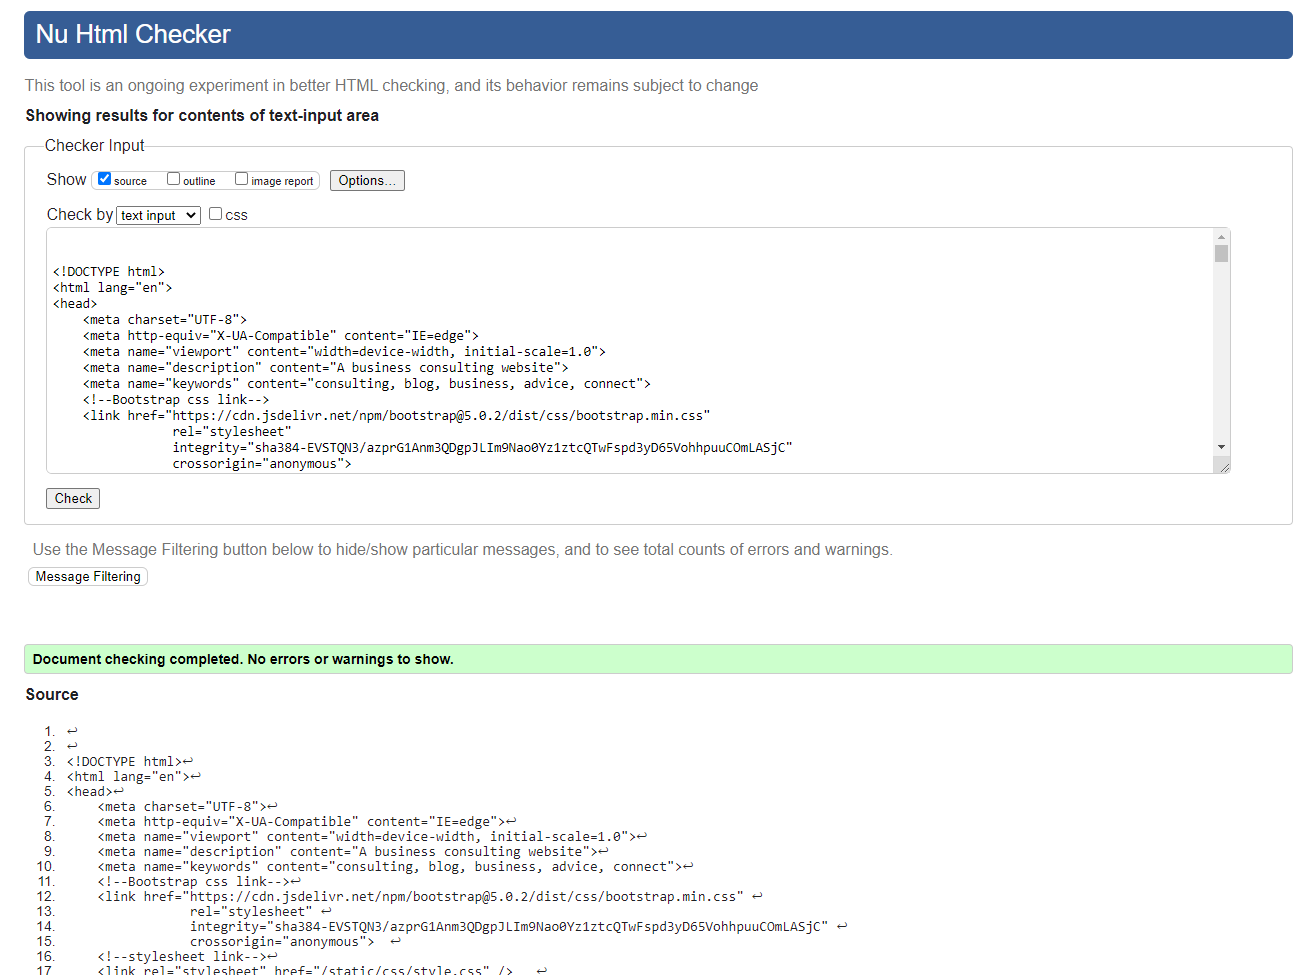 Nu Html Checker
This tool is an ongoing experiment in better HTML checking, and its behavior remains subject to change
Showing results for contents of text-input area
Checker Input
Show source outline image report Options...
Check by text input css
<!DOCTYPE html>
<html lang="en">
<head>
<meta charset="UTF-8">
<meta http-equiv="X-UA-Compatible" content="IE=edge">
<meta name="viewport" content="width=device-width, initial-scale=1.0">
<meta name="description" content="A business consulting website">
<meta name="keywords" content="consulting, blog, business, advice, connect">
<!--Bootstrap css link-->
<link href="https://cdn.jsdelivr.net/npm/bootstrap@5.0.2/dist/css/bootstrap.min.css"
rel="stylesheet"
integrity="sha384-EVSTQN3/azprG1Anm3QDgpJLIm9Nao0Yz1ztcQTwFspd3yD65VohhpuuCOmLASjC"
crossorigin="anonymous">
Check
Use the Message Filtering button below to hide/show particular messages, and to see total counts of errors and warnings.
Message Filtering
Document checking completed. No errors or warnings to show.
Source
1. ↩
2. ↩
3. <!DOCTYPE html>↩
4. <html lang="en">↩
5. <head>↩
6. <meta charset="UTF-8">↩
7. <meta http-equiv="X-UA-Compatible" content="IE=edge">↩
8. <meta name="viewport" content="width=device-width, initial-scale=1.0">↩
9. <meta name="description" content="A business consulting website">↩
10. <meta name="keywords" content="consulting, blog, business, advice, connect">↩
11. <!--Bootstrap css link-->↩
12. <link href="https://cdn.jsdelivr.net/npm/bootstrap@5.0.2/dist/css/bootstrap.min.css" ↩
13. rel="stylesheet" ↩
14. integrity="sha384-EVSTQN3/azprG1Anm3QDgpJLIm9Nao0Yz1ztcQTwFspd3yD65VohhpuuCOmLASjC" ↩
15. crossorigin="anonymous"> ↩
16. <!--stylesheet link-->↩
17. <link rel="stylesheet" href="/static/css/style.css" /> ↩